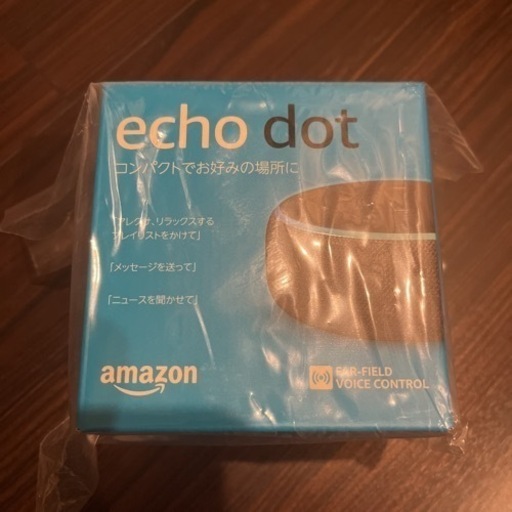 echo dot
コンパクトでお好みの場所に
「アレクサ、リラックスする
プレイリストをかけて」
「メッセージを送って」
「ニュースを聞かせて」
amazon
FAR-FIELD
VOICE CONTROL